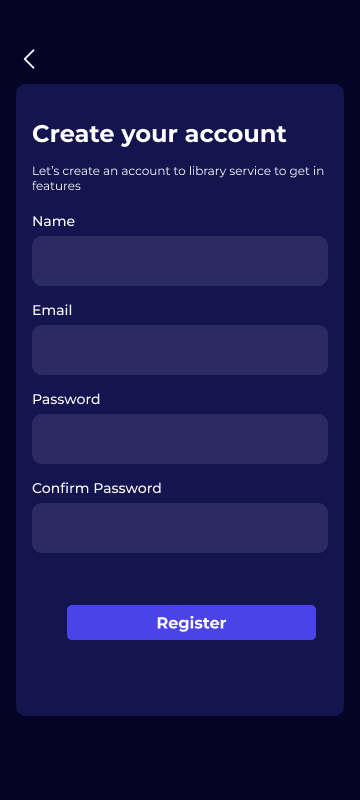 Create your account
Let’s create an account to library service to get in
features
Name
Email
Password
Confirm Password
Register